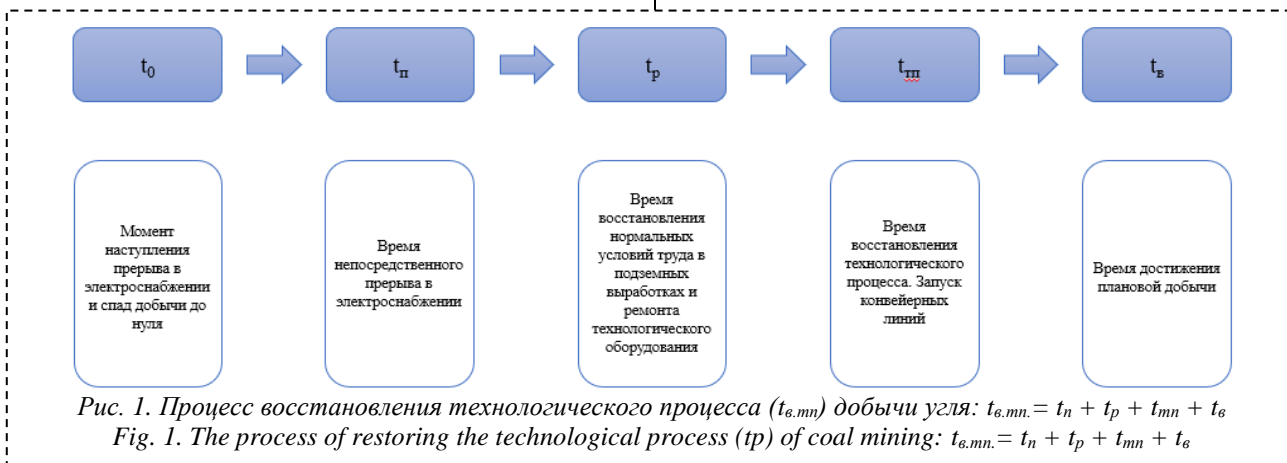 t₀
tп
tр
tтп
tв
Момент
наступления
прерыва в
электроснабжении
и спад добычи до
нуля
Время
непосредственного
прерыва в
электроснабжении
Время
восстановления
нормальных
условий труда в
подземных
выработках и
ремонта
технологического
оборудования
Время
восстановления
технологического
процесса. Запуск
конвейерных
линий
Время достижения
плановой добычи
Рис. 1. Процесс восстановления технологического процесса (tв.тп) добычи угля: tв.тп.= tп + tр + tтп + tв
Fig. 1. The process of restoring the technological process (tp) of coal mining: tв.тп.= tп + tр + tтп + tв